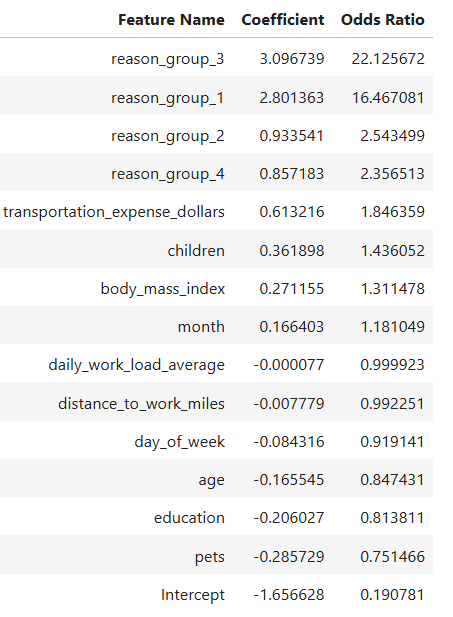 Feature Name Coefficient Odds Ratio
reason_group_3 3.096739 22.125672
reason_group_1 2.801363 16.467081
reason_group_2 0.933541 2.543499
reason_group_4 0.857183 2.356513
transportation_expense_dollars 0.613216 1.846359
children 0.361898 1.436052
body_mass_index 0.271155 1.311478
month 0.166403 1.181049
daily_work_load_average -0.000077 0.999923
distance_to_work_miles -0.007779 0.992251
day_of_week -0.084316 0.919141
age -0.165545 0.847431
education -0.206027 0.813811
pets -0.285729 0.751466
Intercept -1.656628 0.190781